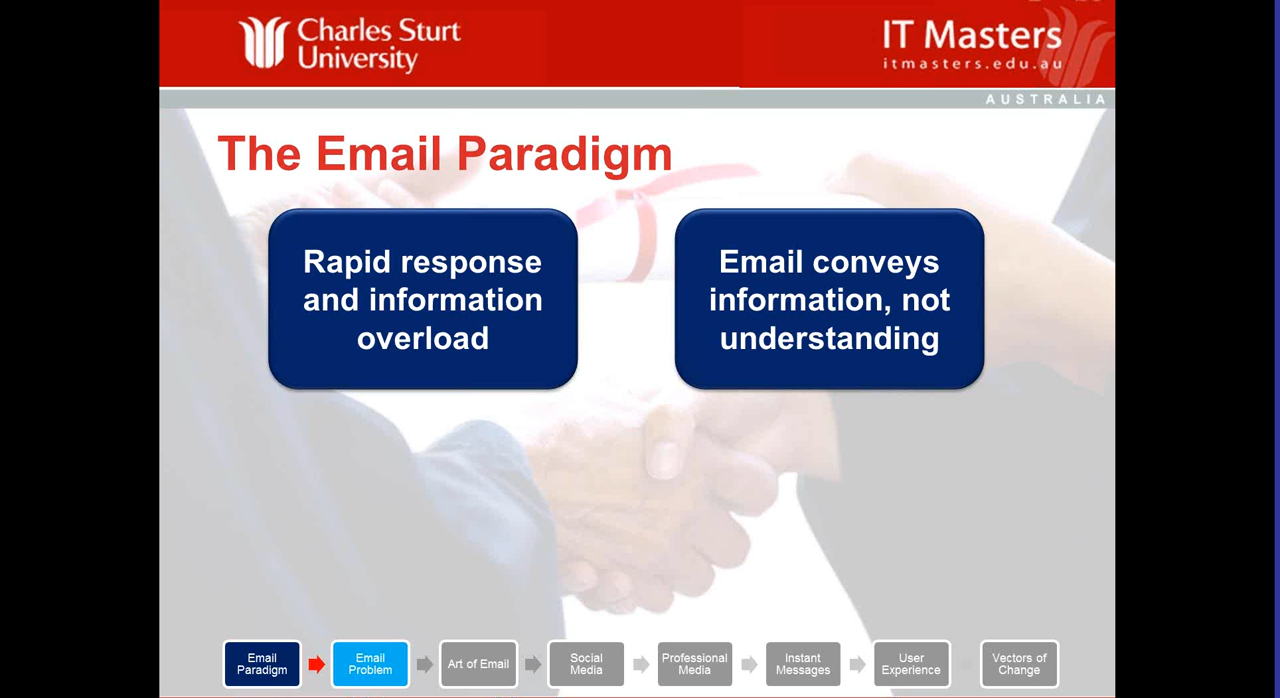 Charles Sturt
University
IT Masters
itmasters.edu.au
AUSTRALIA
The Email Paradigm
Rapid response
and information
overload
Email conveys
information, not
understanding
Email
Paradigm
Email
Problem
Art of Email
Social
Media
Professional
Media
Instant
Messages
User
Experience
Vectors of
Change